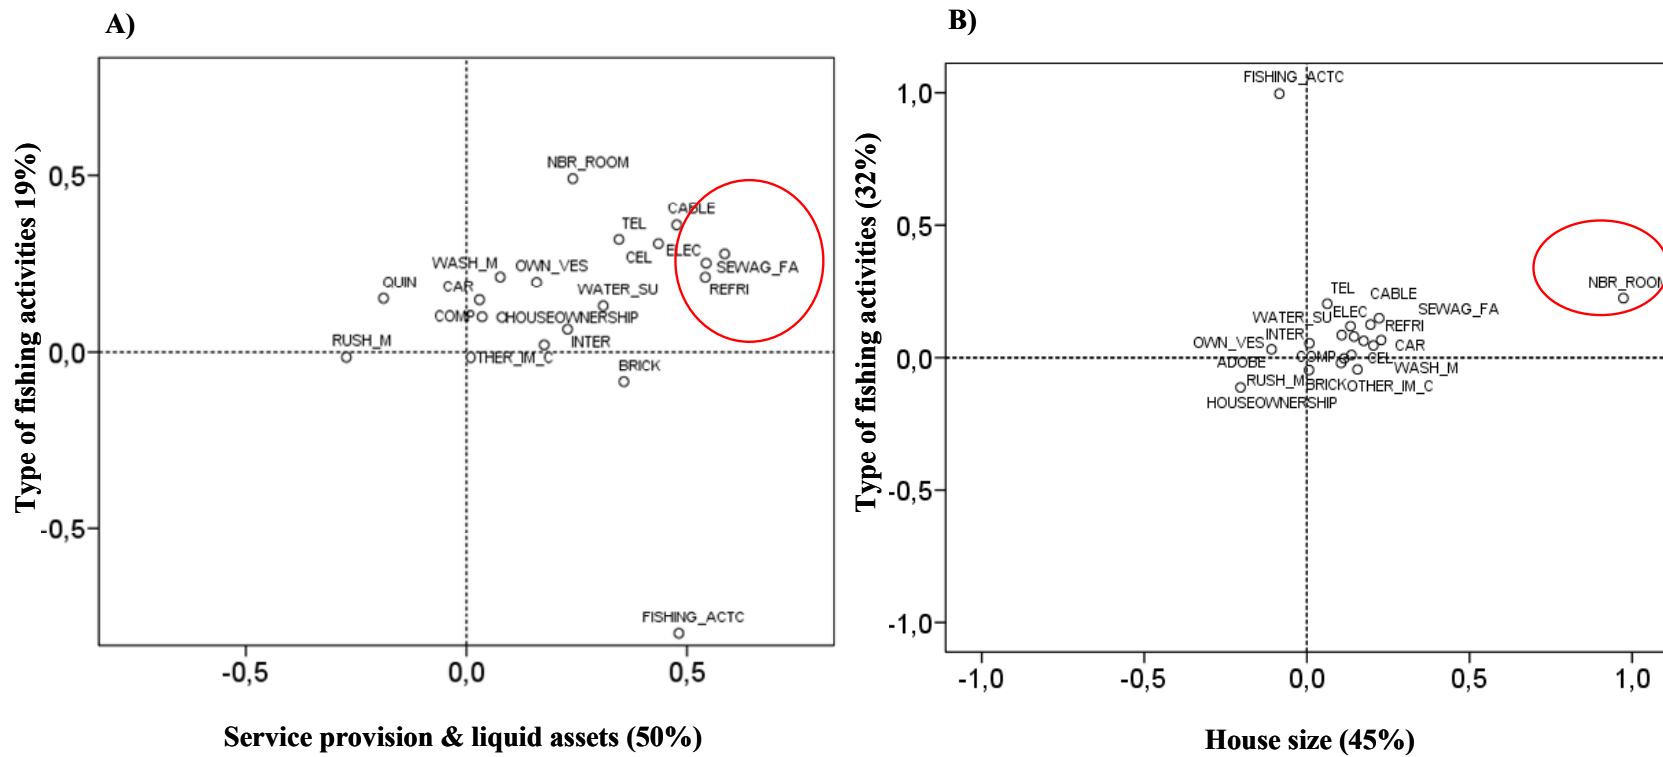 A)
B)
Type of fishing activities 19%)
0,5
0,0
-0,5
NBR_ROOM
CABLE
TEL
CEL
ELEC
SEWAG_FA
REFRI
WASH_M
OWN_VES
QUIN
CAR
WATER_SU
COMP
HOUSEOWNERSHIP
RUSH_M
INTER
OTHER_IM_C
BRICK
FISHING_ACTC
-0,5
0,0
0,5
Service provision & liquid assets (50%)
Type of fishing activities (32%)
1,0
0,5
0,0
-0,5
-1,0
FISHING_ACTC
NBR_ROOM
TEL
CABLE
WATER_SU
ELEC
SEWAG_FA
INTER
REFRI
OWN_VES
CAR
COMP
CEL
ADOBE
WASH_M
RUSH_M
BRICK
OTHER_IM_C
HOUSEOWNERSHIP
-1,0
-0,5
0,0
0,5
1,0
House size (45%)